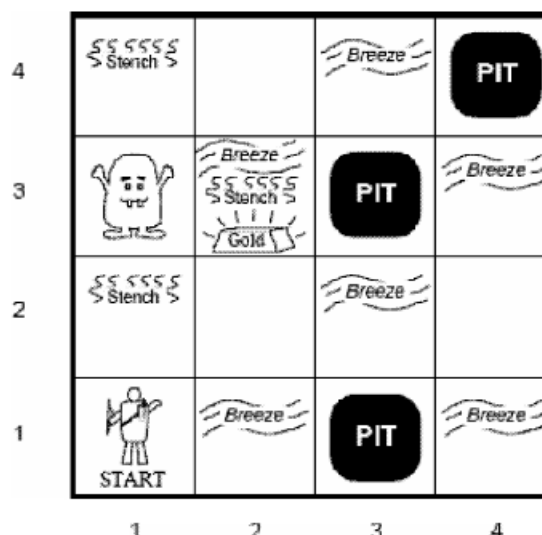 4
Stench
Breeze
PIT
3
Breeze
Stench
Gold
PIT
Breeze
2
Stench
Breeze
1
START
Breeze
PIT
Breeze
1 2 3 4